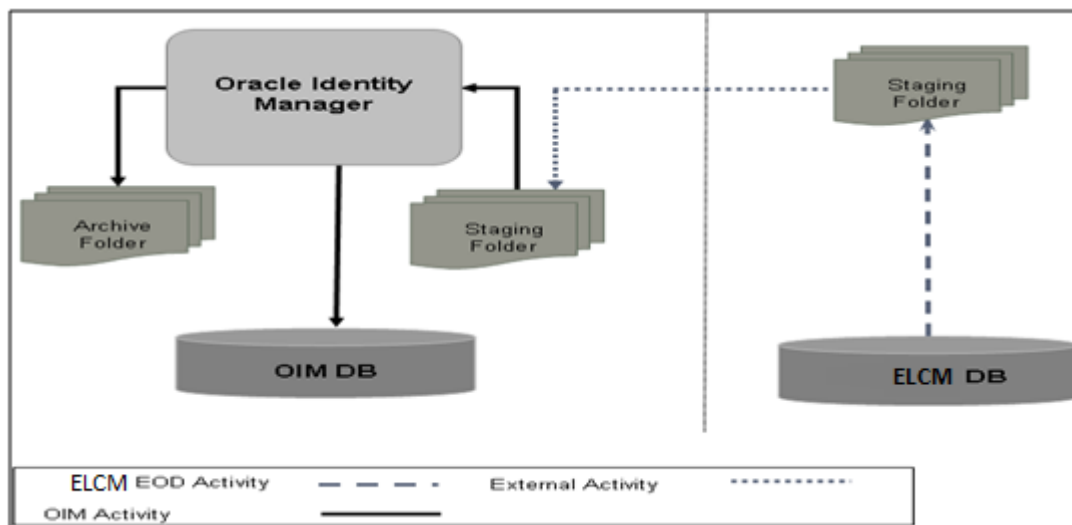 Oracle Identity
Manager
Staging
Folder
Archive
Folder
Staging
Folder
OIM DB
ELCM DB
ELCM EOD Activity
External Activity
OIM Activity